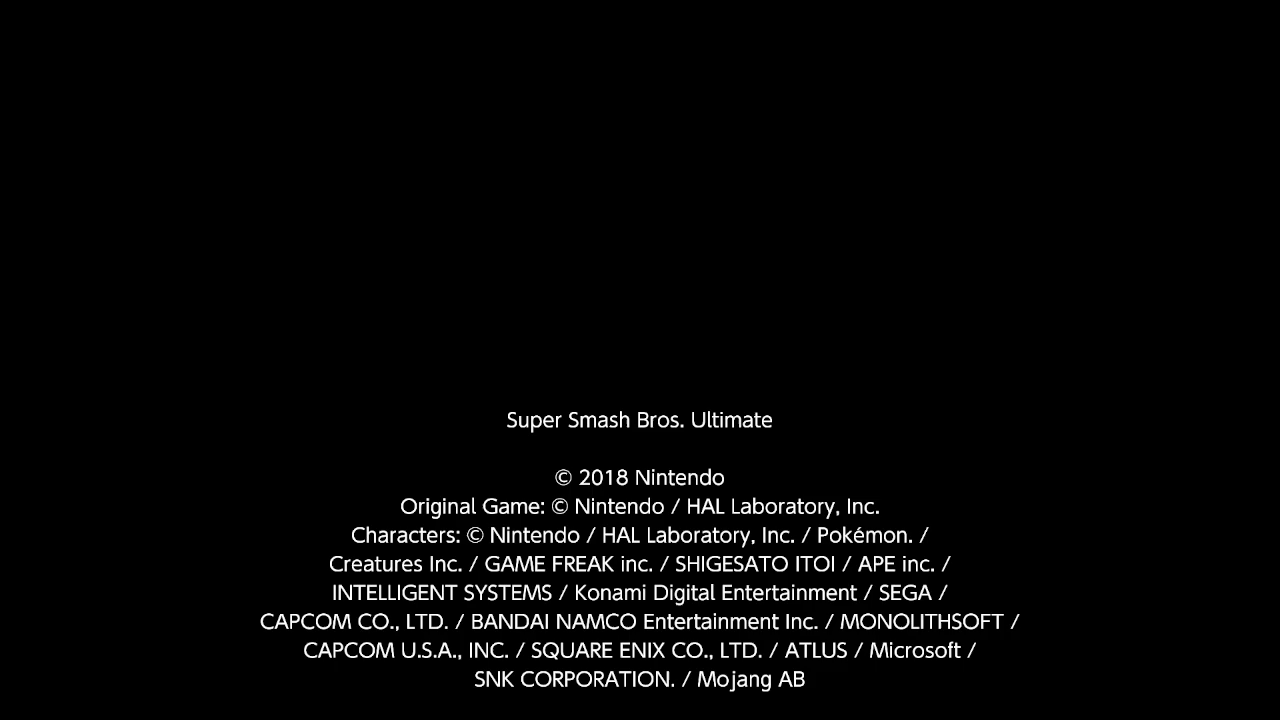 Super Smash Bros. Ultimate
© 2018 Nintendo
Original Game: © Nintendo / HAL Laboratory, Inc.
Characters: © Nintendo / HAL Laboratory, Inc. / Pokémon. /
Creatures Inc. / GAME FREAK inc. / SHIGESATO ITOI / APE inc. /
INTELLIGENT SYSTEMS / Konami Digital Entertainment / SEGA /
CAPCOM CO., LTD. / BANDAI NAMCO Entertainment Inc. / MONOLITHSOFT /
CAPCOM U.S.A., INC. / SQUARE ENIX CO., LTD. / ATLUS / Microsoft /
SNK CORPORATION. / Mojang AB